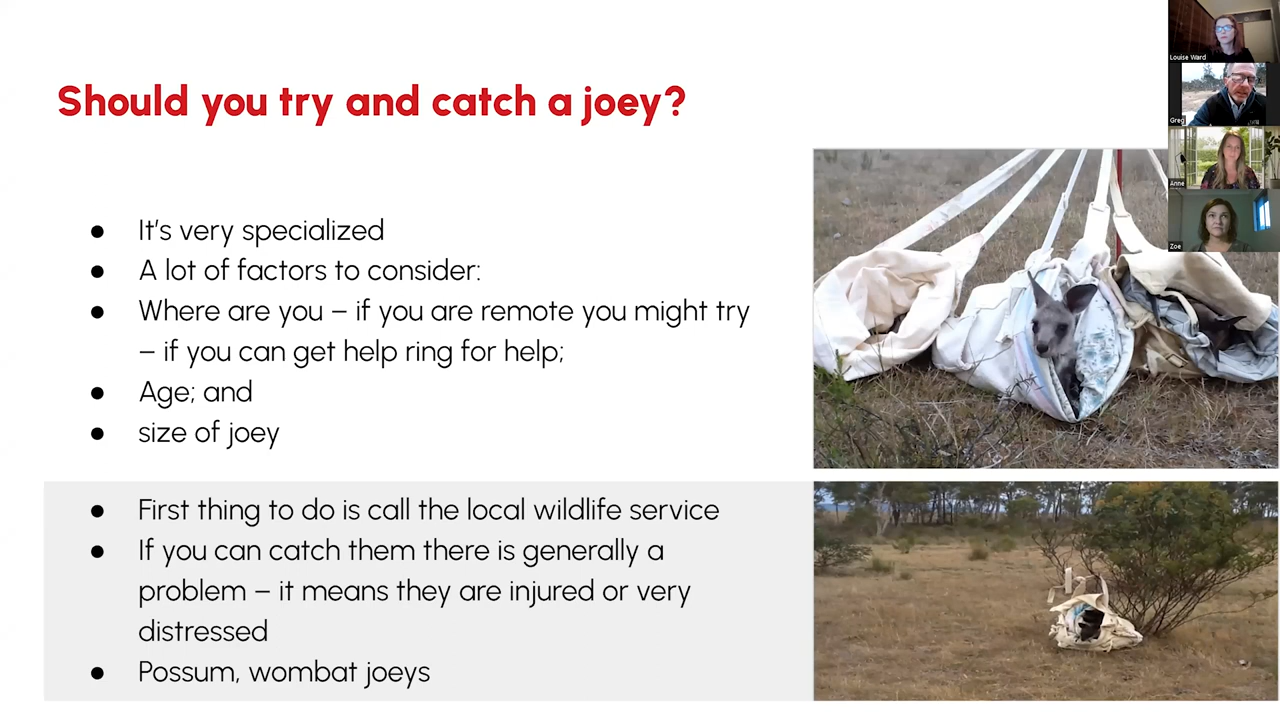 Should you try and catch a joey?
● It's very specialized
● A lot of factors to consider:
● Where are you – if you are remote you might try
– if you can get help ring for help;
● Age; and
● size of joey
● First thing to do is call the local wildlife service
● If you can catch them there is generally a
problem – it means they are injured or very
distressed
● Possum, wombat joeys
Louise Ward
Greg
Anne
Zoe